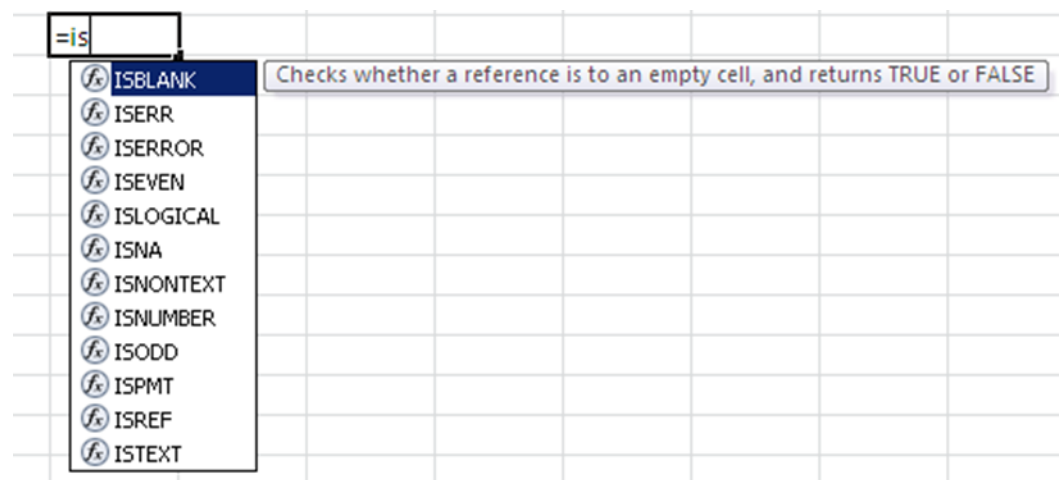 =is
ISBLANK Checks whether a reference is to an empty cell, and returns TRUE or FALSE
ISERR
ISERROR
ISEVEN
ISLOGICAL
ISNA
ISNONTEXT
ISNUMBER
ISODD
ISPMT
ISREF
ISTEXT